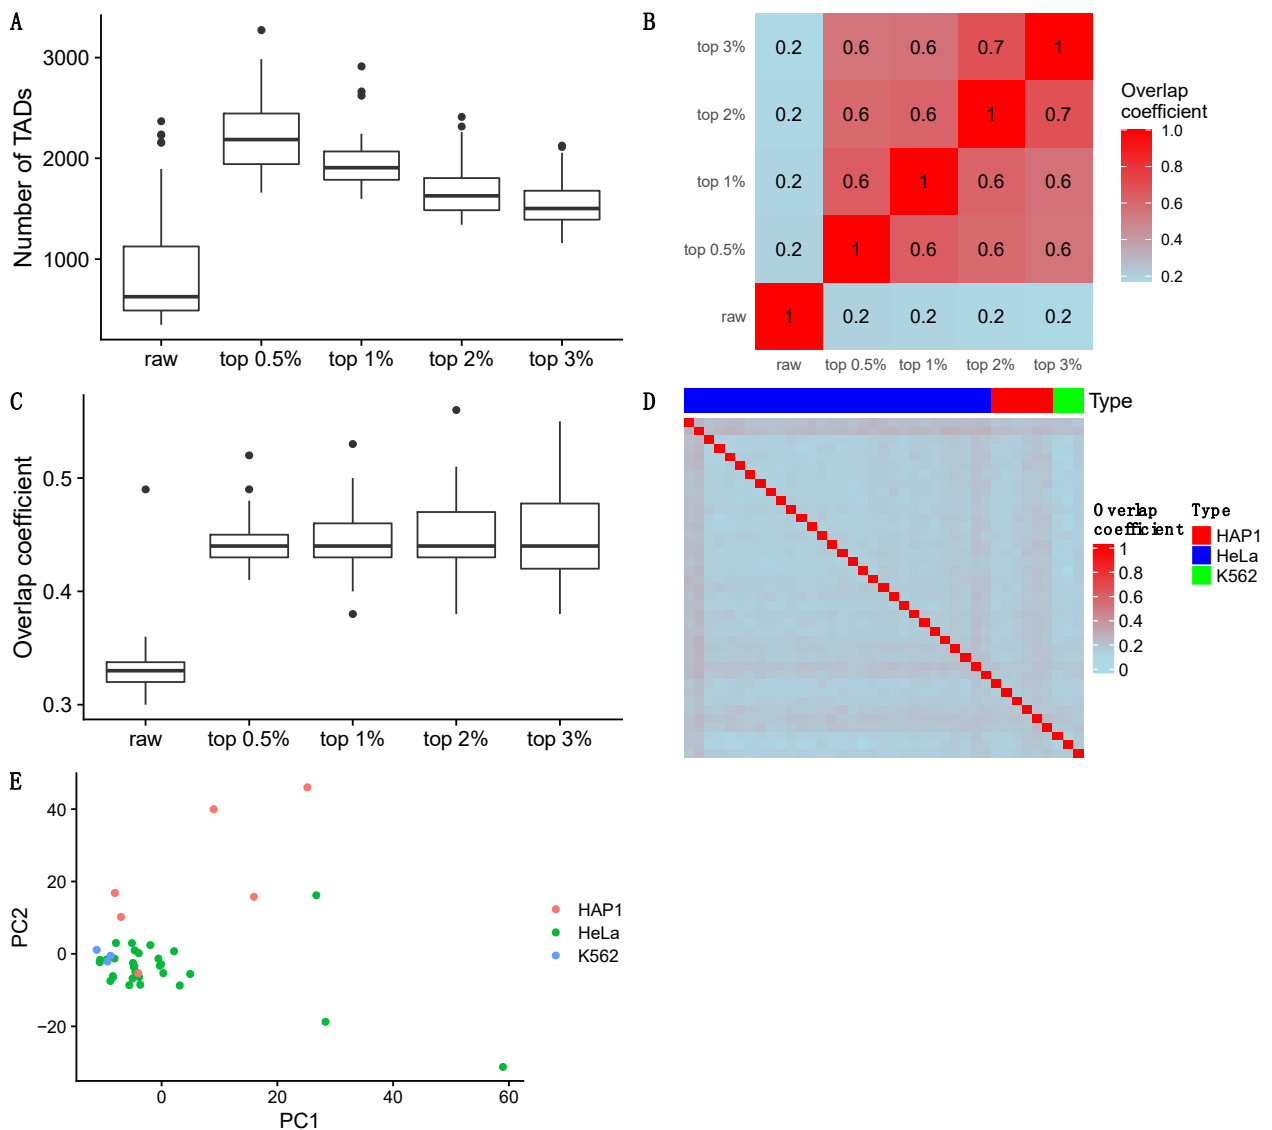 A
Number of TADs
3000
2000
1000
raw
top 0.5%
top 1%
top 2%
top 3%
B
top 3%
0.2
0.6
0.6
0.7
1
top 2%
0.2
0.6
0.6
1
0.7
top 1%
0.2
0.6
1
0.6
0.6
top 0.5%
0.2
1
0.6
0.6
0.6
raw
1
0.2
0.2
0.2
0.2
raw
top 0.5%
top 1%
top 2%
top 3%
Overlap
coefficient
1.0
0.8
0.6
0.4
0.2
C
Overlap coefficient
0.5
0.4
0.3
raw
top 0.5%
top 1%
top 2%
top 3%
D
Type
Overlap
coefficient
1
0.8
0.6
0.4
0.2
0
Type
HAP1
HeLa
K562
E
PC2
40
20
0
−20
0
20
40
60
PC1
HAP1
HeLa
K562